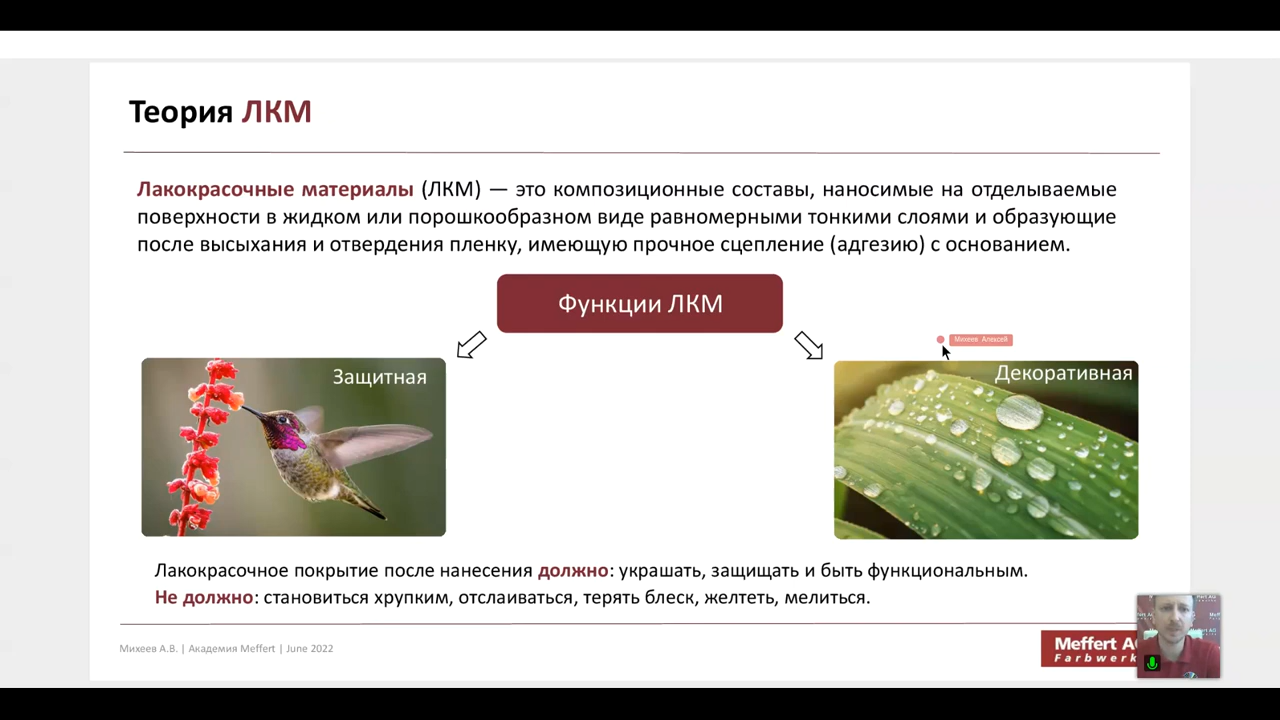 Теория ЛКМ
Лакокрасочные материалы (ЛКМ) — это композиционные составы, наносимые на отделываемые
поверхности в жидком или порошкообразном виде равномерными тонкими слоями и образующие
после высыхания и отвердения пленку, имеющую прочное сцепление (адгезию) с основанием.
Функции ЛКМ
Михеев Алексей
Защитная
Декоративная
Лакокрасочное покрытие после нанесения должно: украшать, защищать и быть функциональным.
Не должно: становиться хрупким, отслаиваться, терять блеск, желтеть, мелиться.
Михеев А.В. | Академия Meffert | June 2022
Meffert
Farbwerk